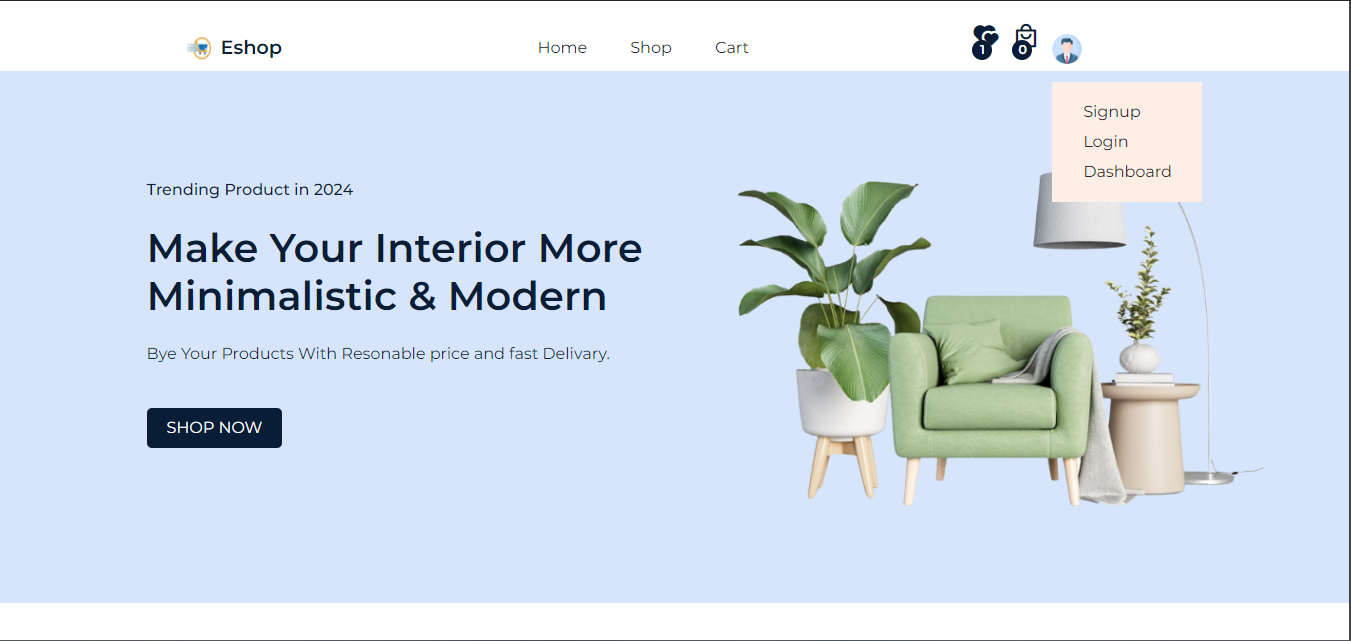 Eshop
Home Shop Cart
1 0
Signup
Login
Dashboard
Trending Product in 2024
Make Your Interior More
Minimalistic & Modern
Bye Your Products With Resonable price and fast Delivary.
SHOP NOW